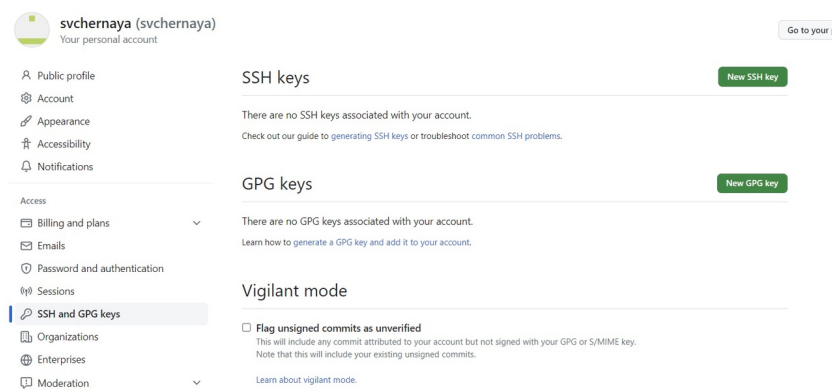 svchernaya (svchernaya)
Your personal account
Go to your
Public profile
Account
Appearance
Accessibility
Notifications
Access
Billing and plans
Emails
Password and authentication
Sessions
SSH and GPG keys
Organizations
Enterprises
Moderation
SSH keys
New SSH key
There are no SSH keys associated with your account.
Check out our guide to generating SSH keys or troubleshoot common SSH problems.
GPG keys
New GPG key
There are no GPG keys associated with your account.
Learn how to generate a GPG key and add it to your account.
Vigilant mode
Flag unsigned commits as unverified
This will include any commit attributed to your account but not signed with your GPG or S/MIME key.
Note that this will include your existing unsigned commits.
Learn about vigilant mode.